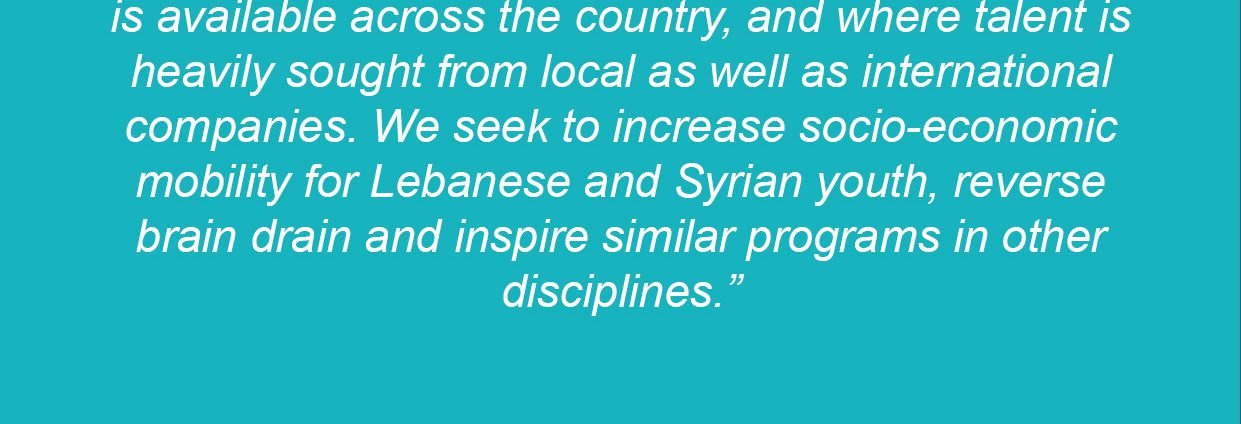 is available across the country, and where talent is
heavily sought from local as well as international
companies. We seek to increase socio-economic
mobility for Lebanese and Syrian youth, reverse
brain drain and inspire similar programs in other
disciplines.”